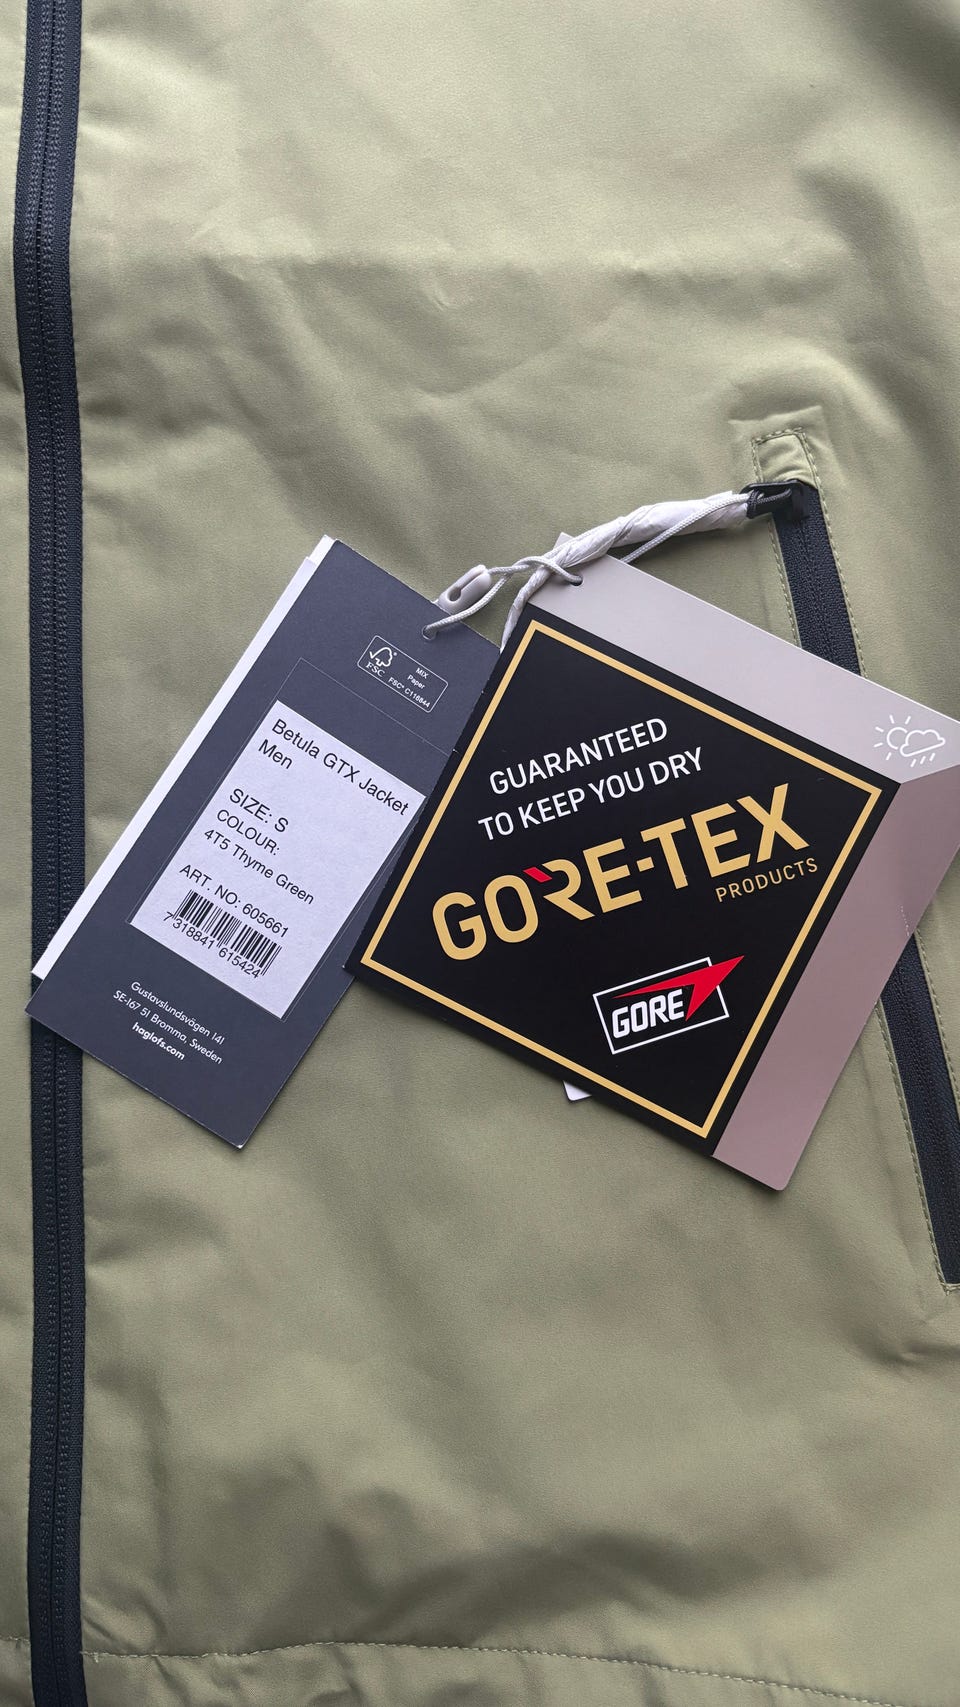 FSC
MIX
Paper
FSC® C116844
Betula GTX Jacket
Men
SIZE: S
COLOUR:
4T5 Thyme Green
ART. NO: 605661
7 318841 615424
Gustavslundsvägen 141
SE-167 51 Bromma, Sweden
haglofs.com
GUARANTEED
TO KEEP YOU DRY
GORE-TEX
PRODUCTS
GORE